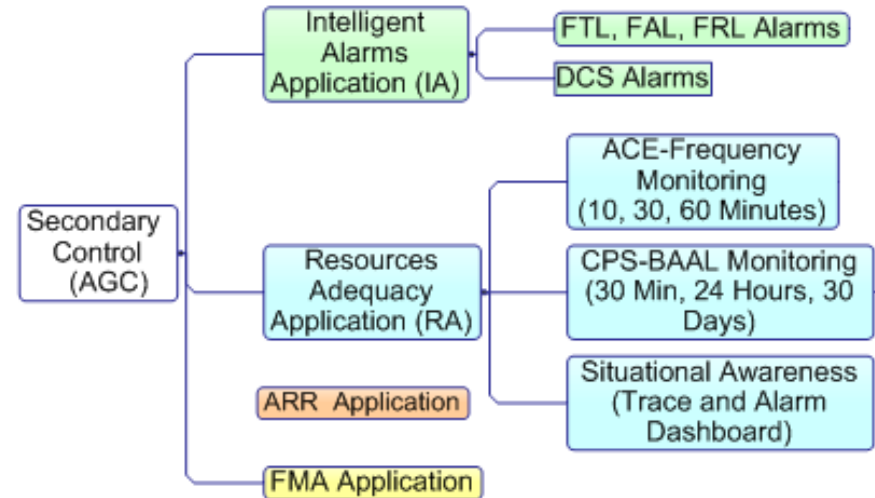 Secondary
Control
(AGC)
Intelligent
Alarms
Application (IA)
FTL, FAL, FRL Alarms
DCS Alarms
Resources
Adequacy
Application (RA)
ACE-Frequency
Monitoring
(10, 30, 60 Minutes)
CPS-BAAL Monitoring
(30 Min, 24 Hours, 30
Days)
Situational Awareness
(Trace and Alarm
Dashboard)
ARR Application
FMA Application